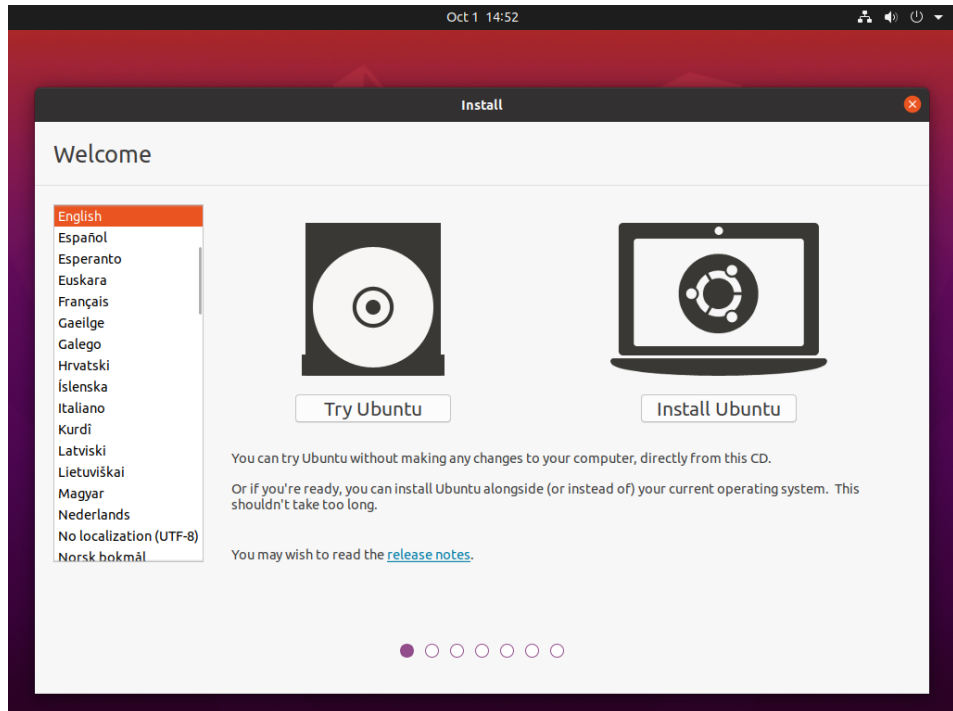 Oct 1 14:52
Install
Welcome
English
Español
Esperanto
Euskara
Français
Gaeilge
Galego
Hrvatski
Íslenska
Italiano
Kurdî
Latviski
Lietuviškai
Magyar
Nederlands
No localization (UTF-8)
Norsk bokmål
Try Ubuntu
Install Ubuntu
You can try Ubuntu without making any changes to your computer, directly from this CD.
Or if you're ready, you can install Ubuntu alongside (or instead of) your current operating system. This
shouldn't take too long.
You may wish to read the release notes.